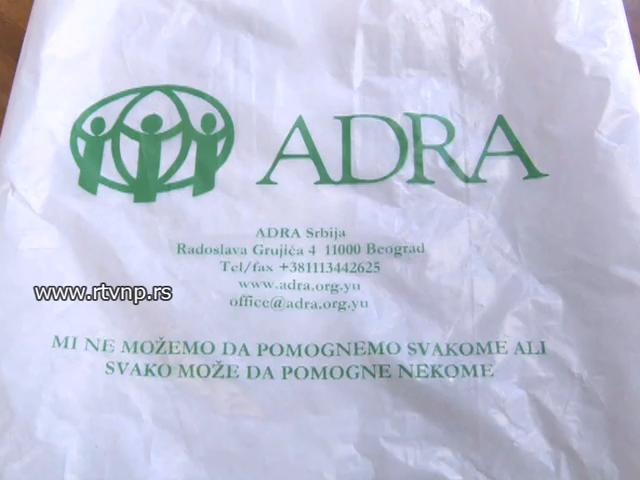 ADRA
ADRA Srbija
Radoslava Grujića 4 11000 Beograd
Tel/fax +381113442625
www.adra.org.yu
www.rtvnp.rs
office@adra.org.yu
MI NE MOŽEMO DA POMOGNEMO SVAKOME ALI
SVAKO MOŽE DA POMOGNE NEKOME